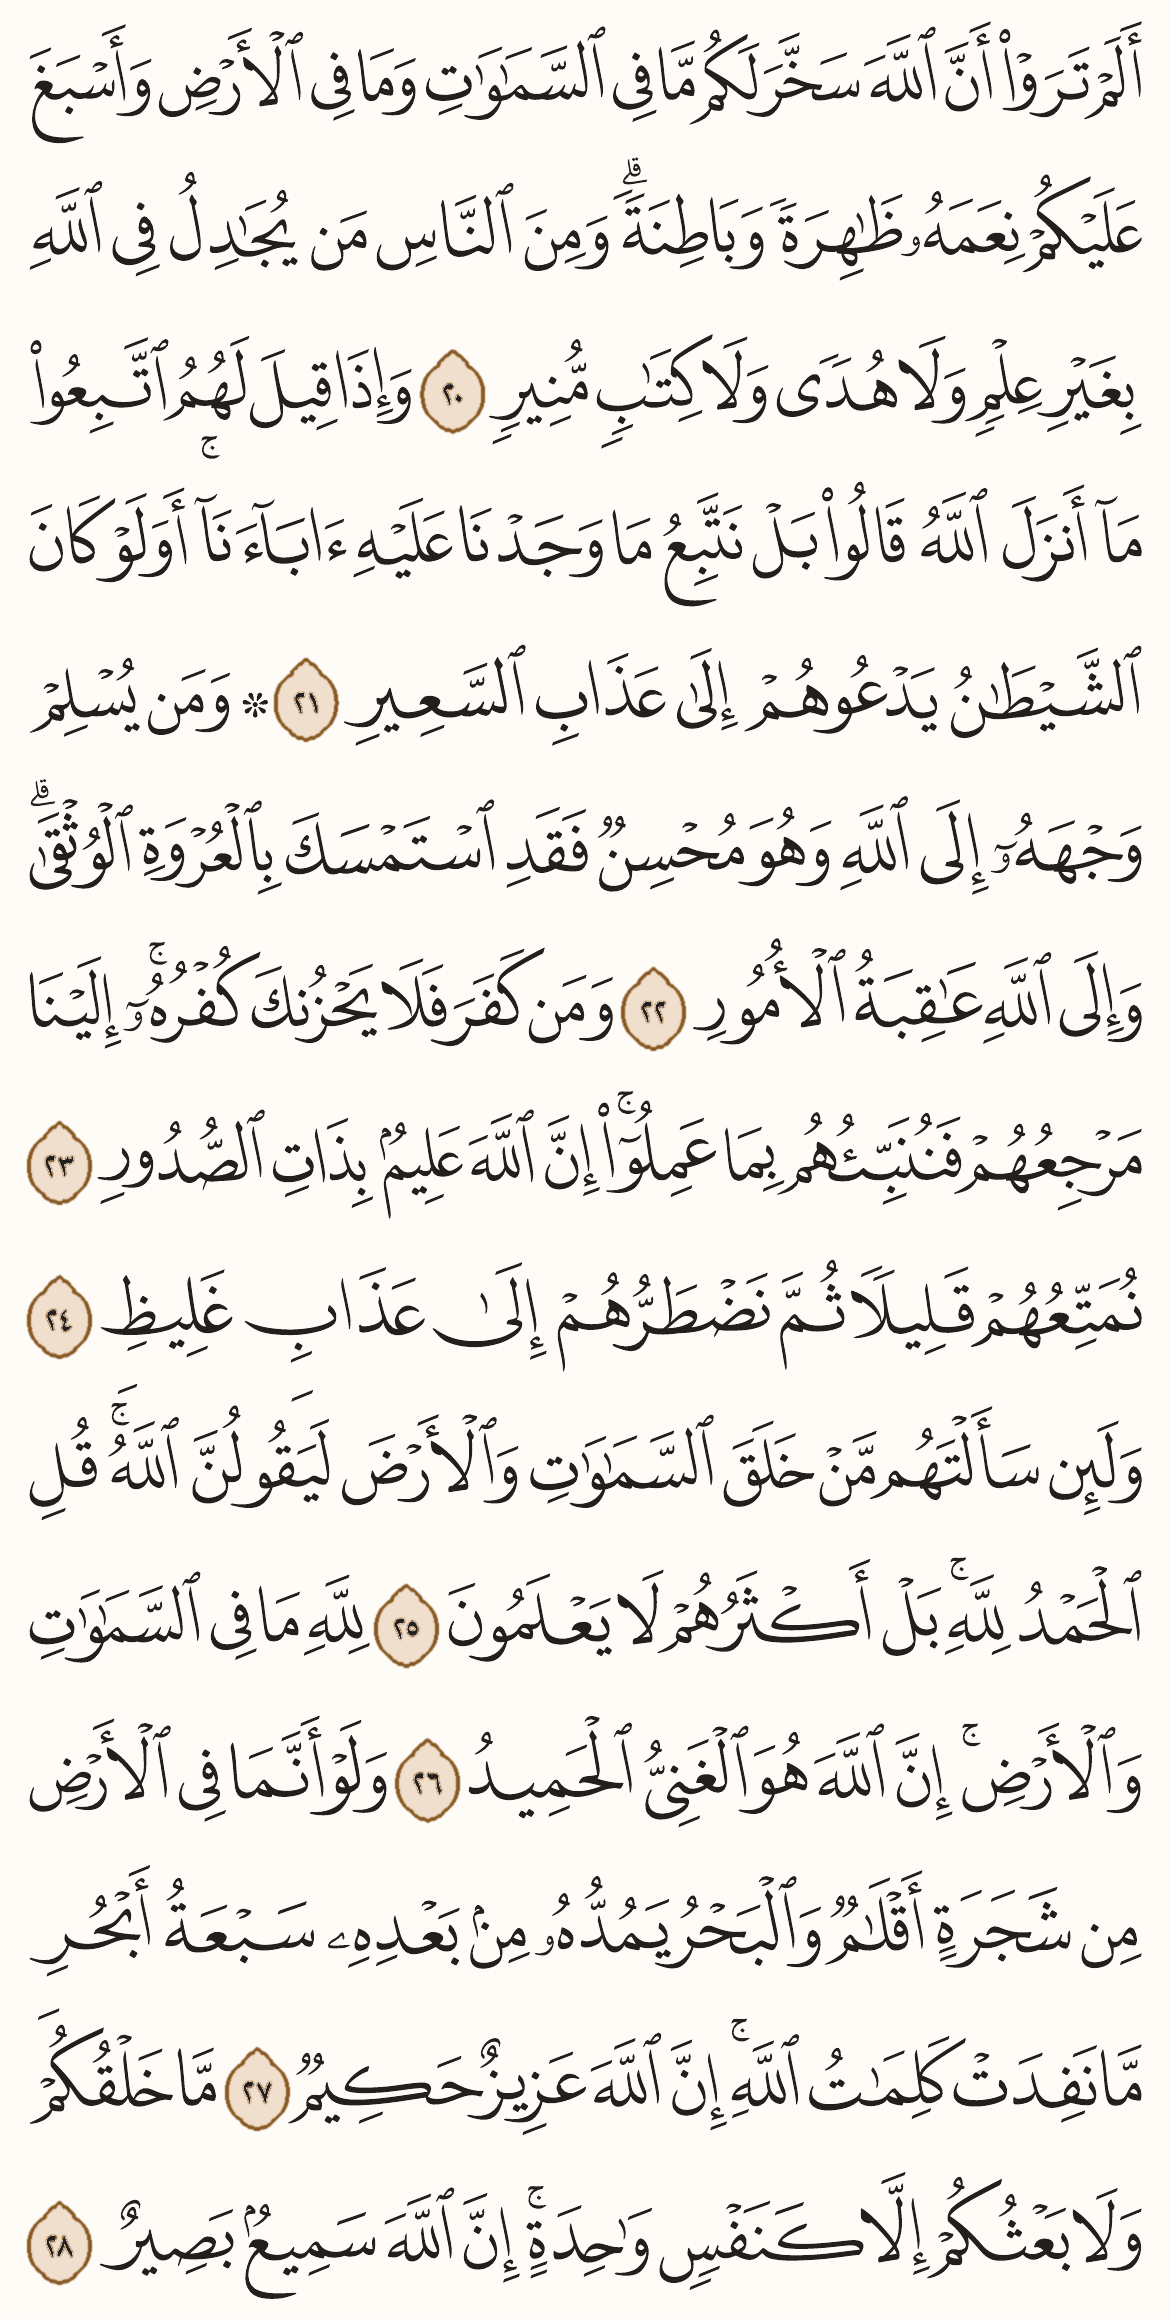 أَلَمْ تَرَوْا۟ أَنَّ ٱللَّهَ سَخَّرَ لَكُم مَّا فِى ٱلسَّمَٰوَٰتِ وَمَا فِى ٱلْأَرْضِ وَأَسْبَغَ
عَلَيْكُمْ نِعَمَهُۥ ظَٰهِرَةً وَبَاطِنَةً ۗ وَمِنَ ٱلنَّاسِ مَن يُجَٰدِلُ فِى ٱللَّهِ
بِغَيْرِ عِلْمٍ وَلَا هُدًى وَلَا كِتَٰبٍ مُّنِيرٍ ٢٠ وَإِذَا قِيلَ لَهُمُ ٱتَّبِعُوا۟
مَآ أَنزَلَ ٱللَّهُ قَالُوا۟ بَلْ نَتَّبِعُ مَا وَجَدْنَا عَلَيْهِ ءَابَآءَنَآ ۚ أَوَلَوْ كَانَ
ٱلشَّيْطَٰنُ يَدْعُوهُمْ إِلَىٰ عَذَابِ ٱلسَّعِيرِ ٢١ ۞ وَمَن يُسْلِمْ
وَجْهَهُۥٓ إِلَى ٱللَّهِ وَهُوَ مُحْسِنٌ فَقَدِ ٱسْتَمْسَكَ بِٱلْعُرْوَةِ ٱلْوُثْقَىٰ ۗ
وَإِلَى ٱللَّهِ عَٰقِبَةُ ٱلْأُمُورِ ٢٢ وَمَن كَفَرَ فَلَا يَحْزُنكَ كُفْرُهُۥٓ ۚ إِلَيْنَا
مَرْجِعُهُمْ فَنُنَبِّئُهُم بِمَا عَمِلُوٓا۟ ۚ إِنَّ ٱللَّهَ عَلِيمٌۢ بِذَاتِ ٱلصُّدُورِ ٢٣
نُمَتِّعُهُمْ قَلِيلًا ثُمَّ نَضْطَرُّهُمْ إِلَىٰ عَذَابٍ غَلِيظٍ ٢٤
وَلَئِن سَأَلْتَهُم مَّنْ خَلَقَ ٱلسَّمَٰوَٰتِ وَٱلْأَرْضَ لَيَقُولُنَّ ٱللَّهُ ۚ قُلِ
ٱلْحَمْدُ لِلَّهِ ۚ بَلْ أَكْثَرُهُمْ لَا يَعْلَمُونَ ٢٥ لِلَّهِ مَا فِى ٱلسَّمَٰوَٰتِ
وَٱلْأَرْضِ ۚ إِنَّ ٱللَّهَ هُوَ ٱلْغَنِىُّ ٱلْحَمِيدُ ٢٦ وَلَوْ أَنَّمَا فِى ٱلْأَرْضِ
مِن شَجَرَةٍ أَقْلَٰمٌ وَٱلْبَحْرُ يَمُدُّهُۥ مِنۢ بَعْدِهِۦ سَبْعَةُ أَبْحُرٍ
مَّا نَفِدَتْ كَلِمَٰتُ ٱللَّهِ ۚ إِنَّ ٱللَّهَ عَزِيزٌ حَكِيمٌ ٢٧ مَّا خَلْقُكُمْ
وَلَا بَعْثُكُمْ إِلَّا كَنَفْسٍ وَٰحِدَةٍ ۚ إِنَّ ٱللَّهَ سَمِيعٌۢ بَصِيرٌ ٢٨